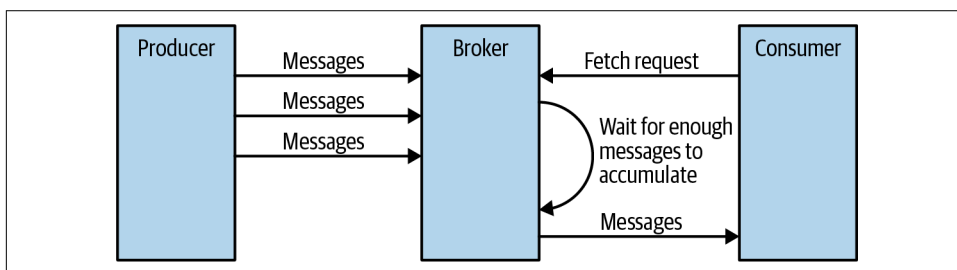 Producer
Broker
Consumer
Messages
Fetch request
Messages
Messages
Wait for enough
messages to
accumulate
Messages